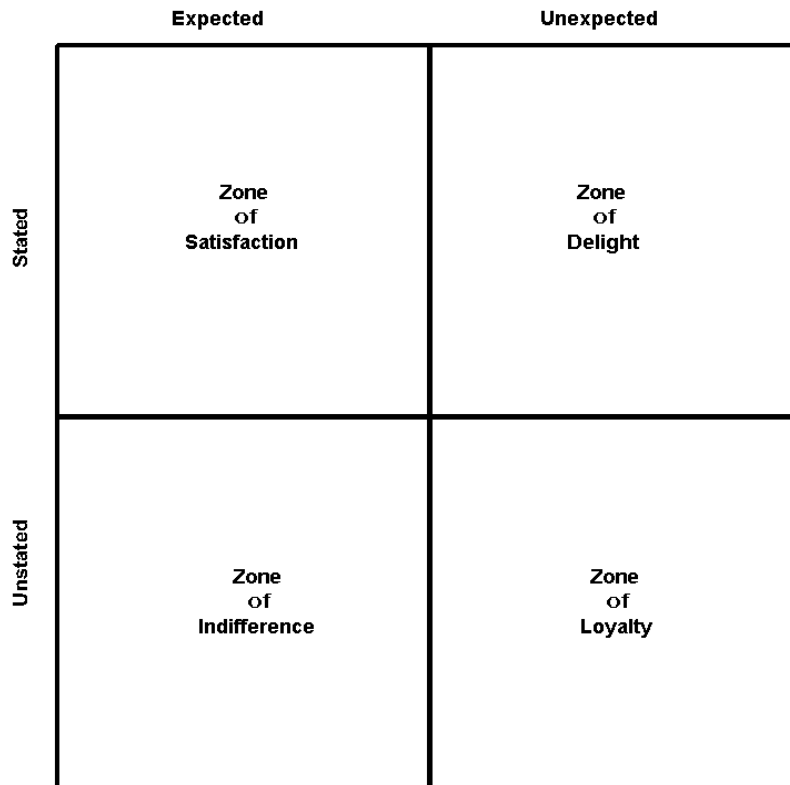 Expected
Unexpected
Stated
Zone
of
Satisfaction
Zone
of
Delight
Unstated
Zone
of
Indifference
Zone
of
Loyalty